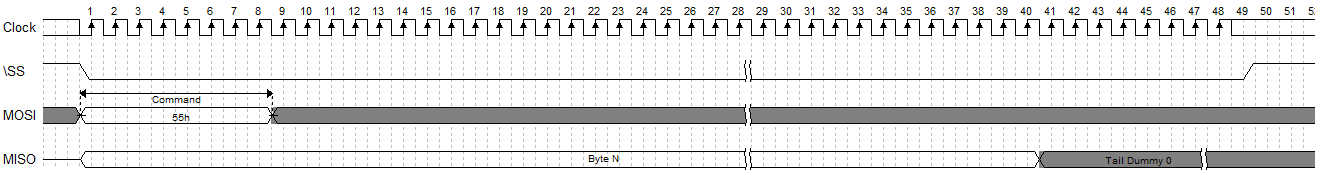 1 2 3 4 5 6 7 8 9 10 11 12 13 14 15 16 17 18 19 20 21 22 23 24 25 26 27 28 29 30 31 32 33 34 35 36 37 38 39 40 41 42 43 44 45 46 47 48 49 50 51
Clock
\SS
Command
MOSI
55h
MISO
Byte N
Tail Dummy 0